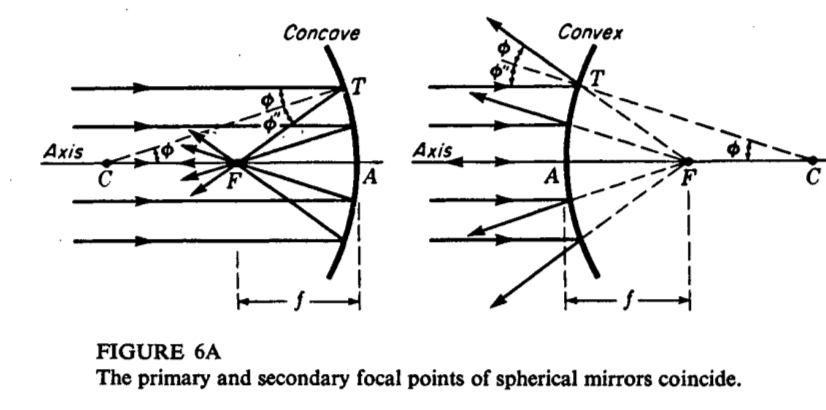 Concave
Convex
T
T
ϕ
ϕ"
ϕ
ϕ"
Axis
ϕ
C
F
A
Axis
A
F
ϕ
C
f
f
FIGURE 6A
The primary and secondary focal points of spherical mirrors coincide.